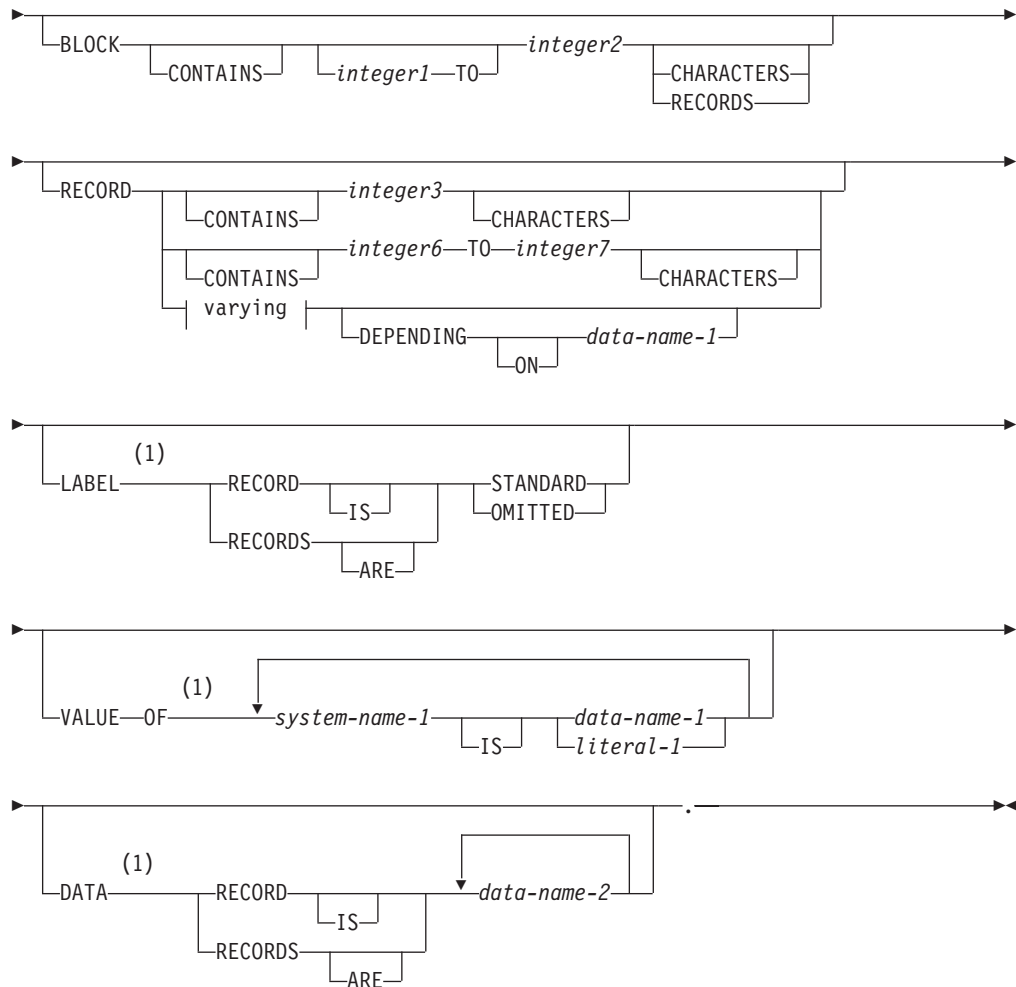 BLOCK CONTAINS integer1 TO integer2 CHARACTERS
RECORDS
RECORD CONTAINS integer3 CHARACTERS
CONTAINS integer6 TO integer7 CHARACTERS
varying DEPENDING ON data-name-1
(1)
LABEL RECORD IS STANDARD
OMITTED
RECORDS ARE
(1)
VALUE OF system-name-1 IS data-name-1
literal-1
.
(1)
DATA RECORD IS data-name-2
RECORDS ARE